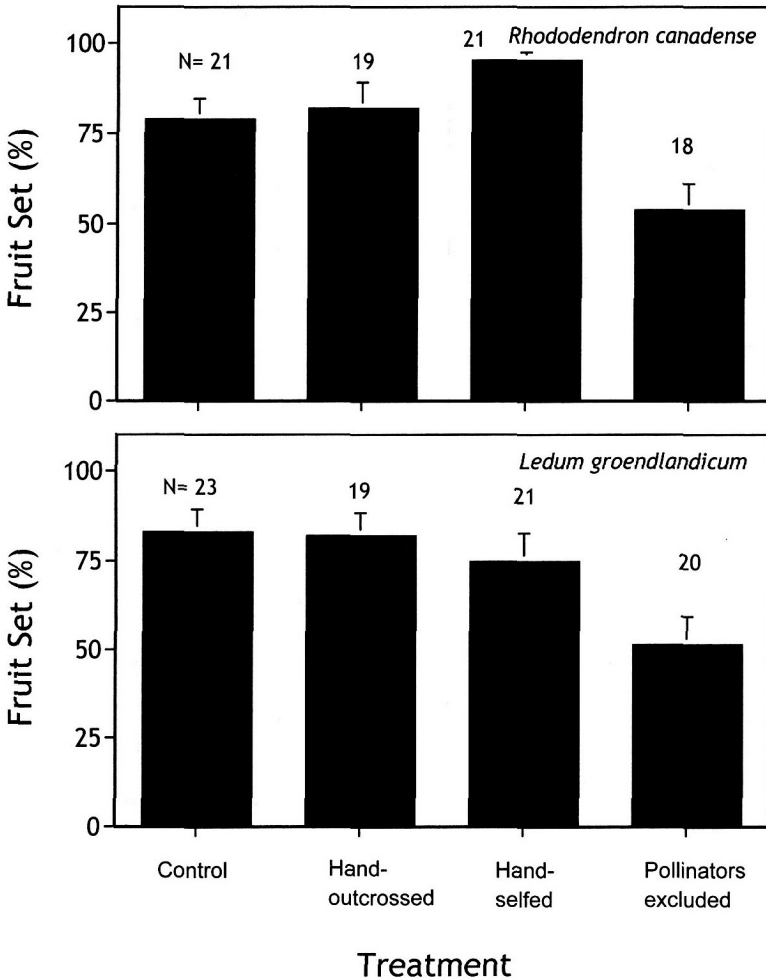 Rhododendron canadense
N= 21
19
21
18
Fruit Set (%)
100
75
50
25
0
Ledum groendlandicum
N= 23
19
21
20
Fruit Set (%)
100
75
50
25
0
Control
Hand-
outcrossed
Hand-
selfed
Pollinators
excluded
Treatment